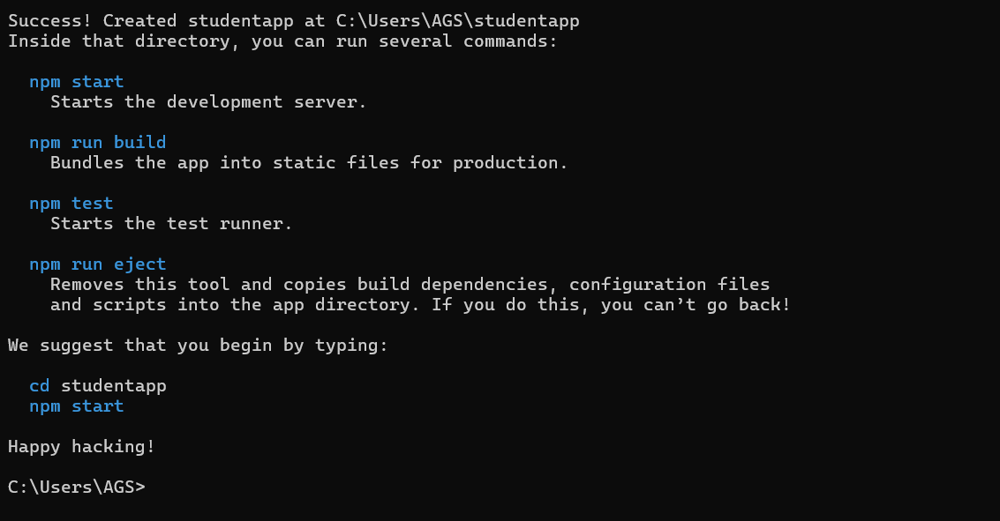 Success! Created studentapp at C:\Users\AGS\studentapp
Inside that directory, you can run several commands:

  npm start
    Starts the development server.

  npm run build
    Bundles the app into static files for production.

  npm test
    Starts the test runner.

  npm run eject
    Removes this tool and copies build dependencies, configuration files
    and scripts into the app directory. If you do this, you can’t go back!

We suggest that you begin by typing:

  cd studentapp
  npm start

Happy hacking!

C:\Users\AGS>